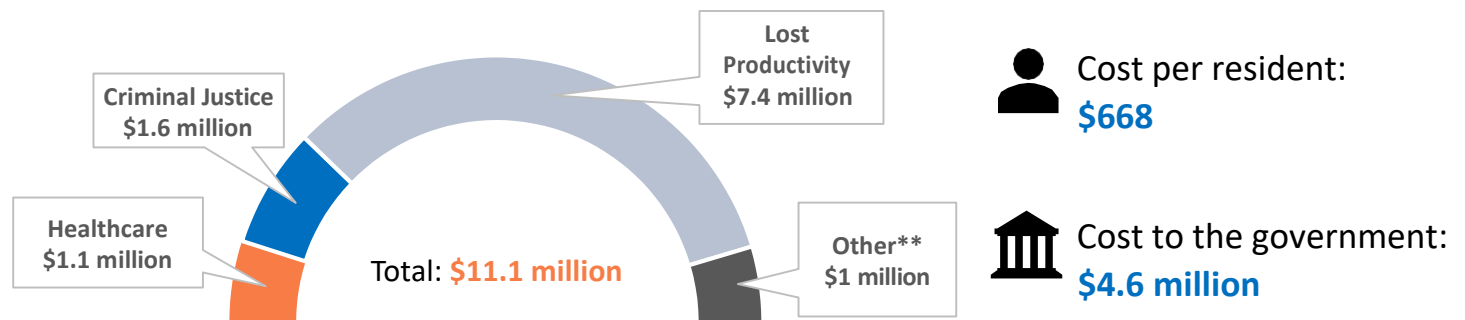 Lost
Productivity
$7.4 million
Criminal Justice
$1.6 million
Healthcare
$1.1 million
Other**
$1 million
Total: $11.1 million
Cost per resident:
$668
Cost to the government:
$4.6 million